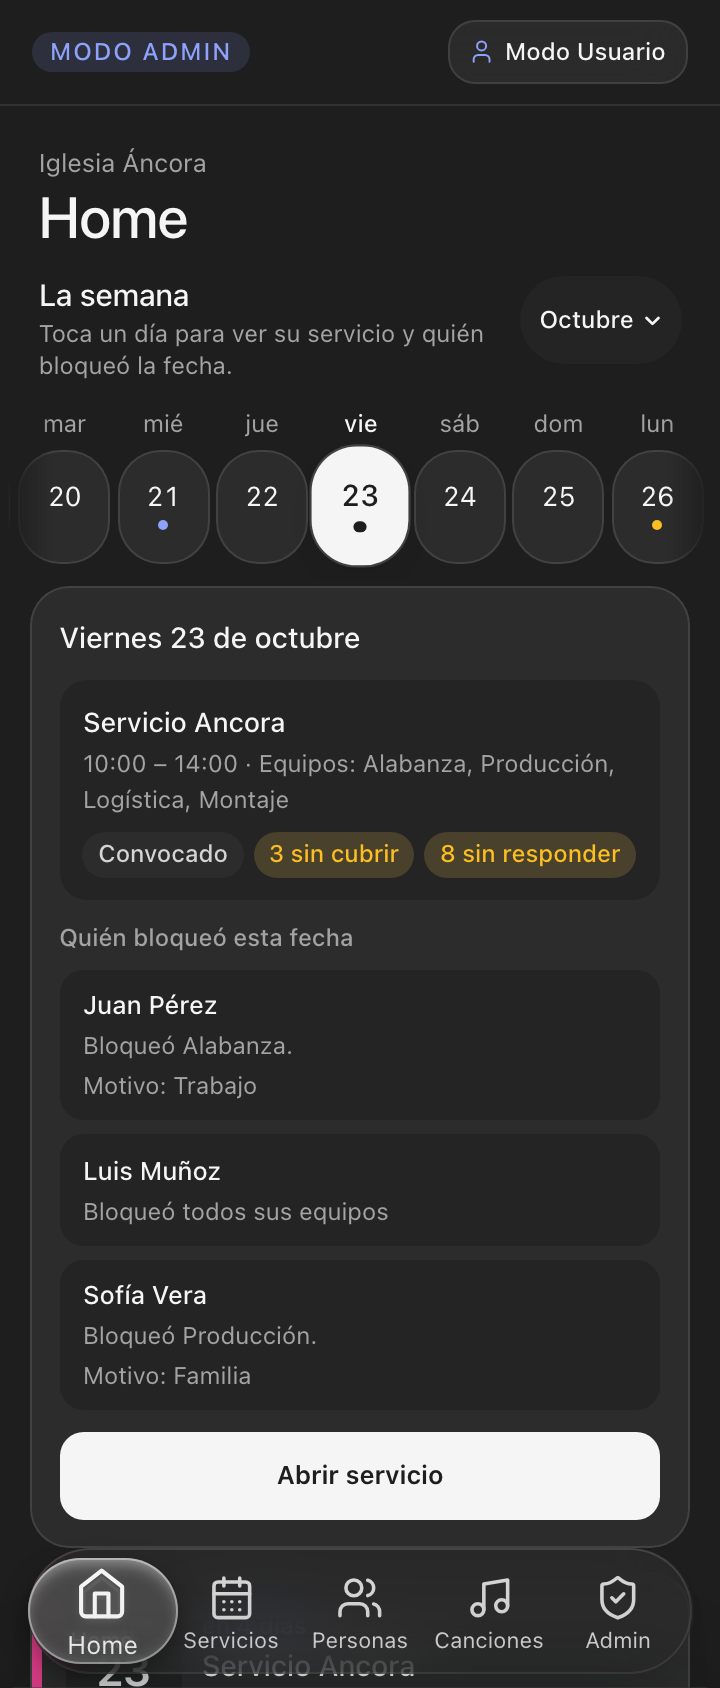 MODO ADMIN
Modo Usuario
Iglesia Áncora
Home
La semana
Toca un día para ver su servicio y quién
bloqueó la fecha.
Octubre
mar mié jue vie sáb dom lun
20 21 22 23 24 25 26
Viernes 23 de octubre
Servicio Ancora
10:00 – 14:00 · Equipos: Alabanza, Producción,
Logística, Montaje
Convocado 3 sin cubrir 8 sin responder
Quién bloqueó esta fecha
Juan Pérez
Bloqueó Alabanza.
Motivo: Trabajo
Luis Muñoz
Bloqueó todos sus equipos
Sofía Vera
Bloqueó Producción.
Motivo: Familia
Abrir servicio
Home Servicios Personas Canciones Admin
23 Servicio Ancora